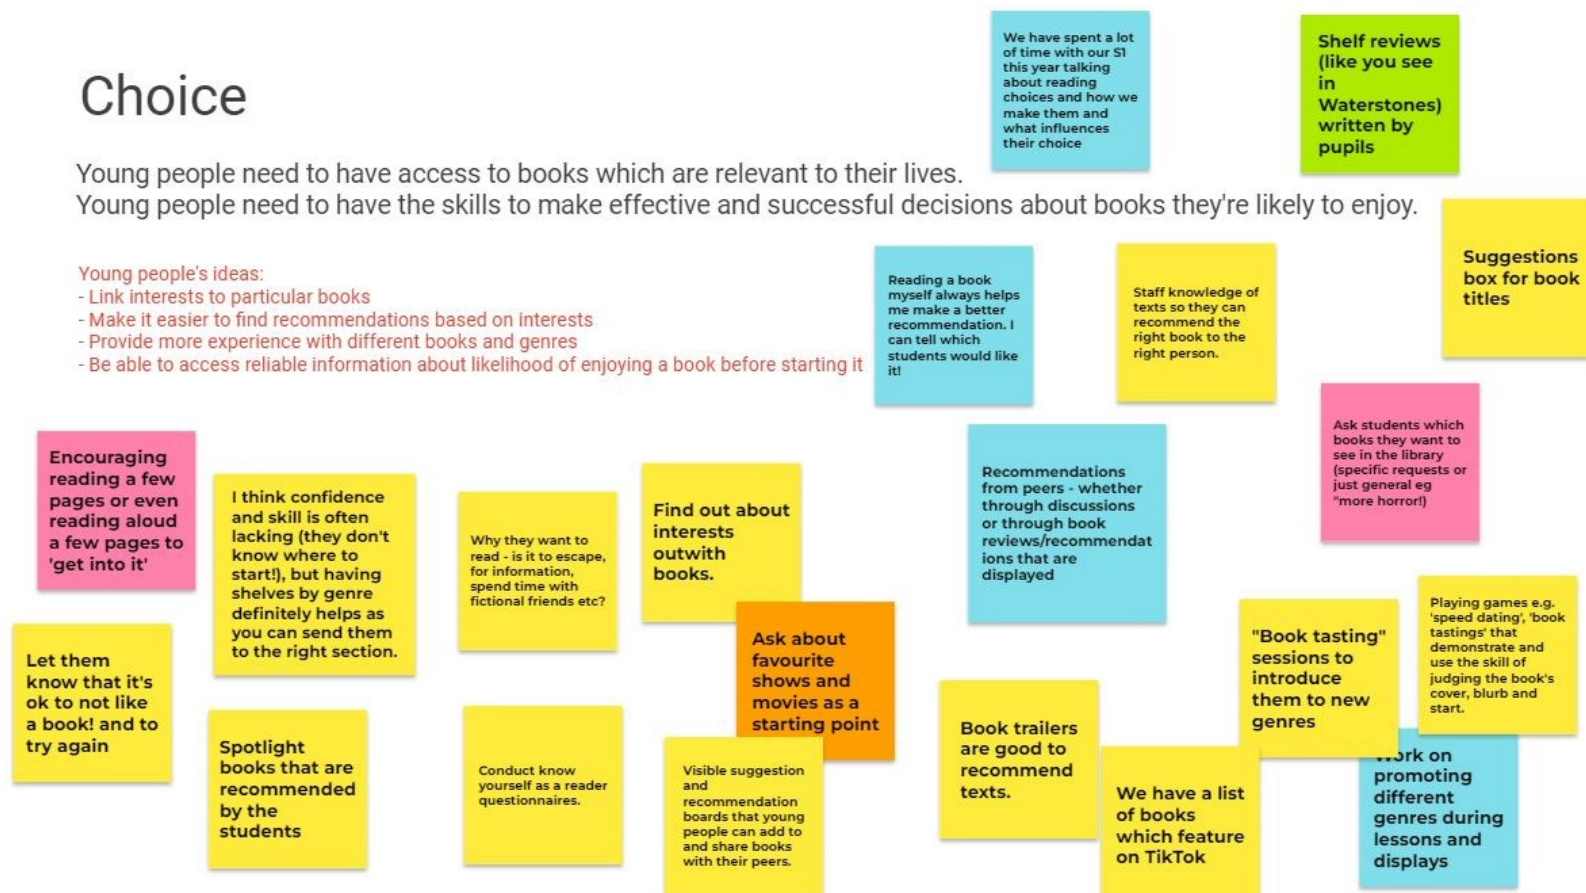 Choice
Young people need to have access to books which are relevant to their lives.
Young people need to have the skills to make effective and successful decisions about books they're likely to enjoy.
Young people's ideas:
- Link interests to particular books
- Make it easier to find recommendations based on interests
- Provide more experience with different books and genres
- Be able to access reliable information about likelihood of enjoying a book before starting it
We have spent a lot
of time with our S1
this year talking
about reading
choices and how we
make them and
what influences
their choice
Shelf reviews
(like you see
in
Waterstones)
written by
pupils
Suggestions
box for book
titles
Reading a book
myself always helps
me make a better
recommendation. I
can tell which
students would like
it!
Staff knowledge of
texts so they can
recommend the
right book to the
right person.
Ask students which
books they want to
see in the library
(specific requests or
just general eg
"more horror!)
Encouraging
reading a few
pages or even
reading aloud
a few pages to
'get into it'
I think confidence
and skill is often
lacking (they don't
know where to
start!), but having
shelves by genre
definitely helps as
you can send them
to the right section.
Why they want to
read - is it to escape,
for information,
spend time with
fictional friends etc?
Find out about
interests
outwith
books.
Recommendations
from peers - whether
through discussions
or through book
reviews/recommendat
ions that are
displayed
Ask about
favourite
shows and
movies as a
starting point
"Book tasting"
sessions to
introduce
them to new
genres
Playing games e.g.
'speed dating', 'book
tastings' that
demonstrate and
use the skill of
judging the book's
cover, blurb and
start.
Let them
know that it's
ok to not like
a book! and to
try again
Spotlight
books that are
recommended
by the
students
Conduct know
yourself as a reader
questionnaires.
Visible suggestion
and
recommendation
boards that young
people can add to
and share books
with their peers.
Book trailers
are good to
recommend
texts.
We have a list
of books
which feature
on TikTok
Work on
promoting
different
genres during
lessons and
displays